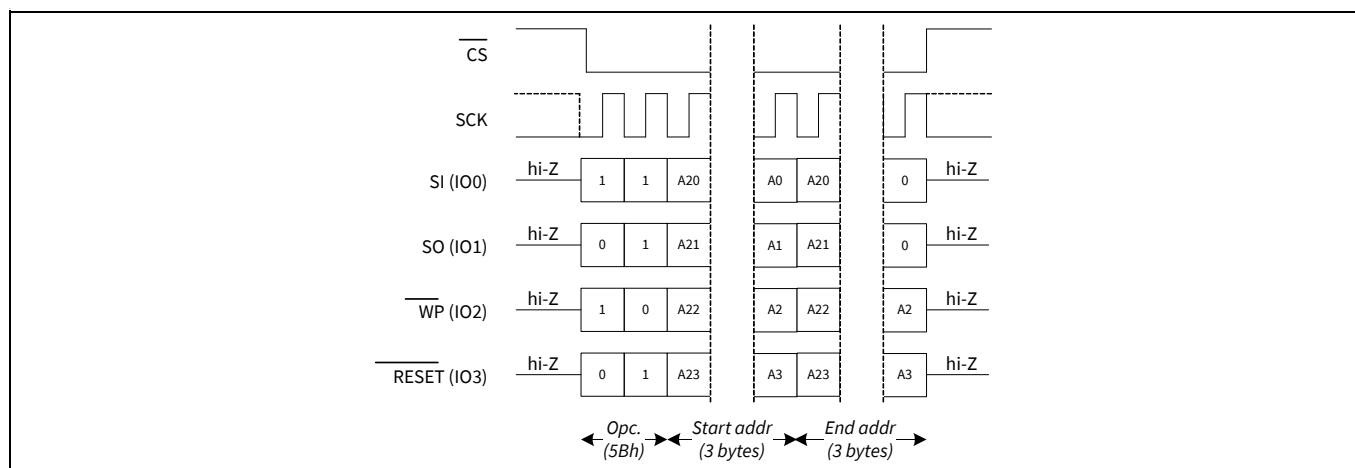 CS
SCK
SI (IO0) hi-Z 1 1 A20 A0 A20 0 hi-Z
SO (IO1) hi-Z 0 1 A21 A1 A21 0 hi-Z
WP (IO2) hi-Z 1 0 A22 A2 A22 A2 hi-Z
RESET (IO3) hi-Z 0 1 A23 A3 A23 A3 hi-Z
Opc. Start addr End addr
(5Bh) (3 bytes) (3 bytes)